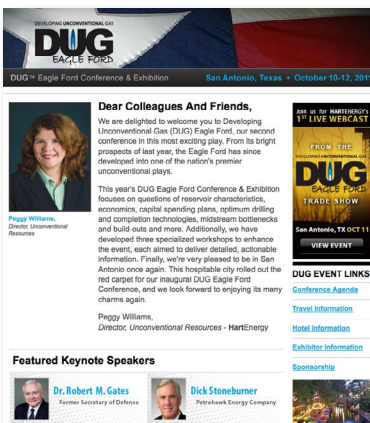 DEVELOPING UNCONVENTIONAL GAS
DUG
EAGLE FORD
DUG™ Eagle Ford Conference & Exhibition
San Antonio, Texas • October 10-12, 201
Dear Colleagues And Friends,
We are delighted to welcome you to Developing
Unconventional Gas (DUG) Eagle Ford, our second
conference in this most exciting play. From its bright
prospects of last year, the Eagle Ford has since
developed into one of the nation's premier
unconventional plays.
This year's DUG Eagle Ford Conference & Exhibition
focuses on questions of reservoir characteristics,
economics, capital spending plans, optimum drilling
and completion technologies, midstream bottlenecks
and build-outs and more. Additionally, we have
developed three specialized workshops to enhance
the event, each aimed to deliver detailed, actionable
information. Finally, we're very pleased to be in San
Antonio once again. This hospitable city rolled out the
red carpet for our inaugural DUG Eagle Ford
Conference, and we look forward to enjoying its many
charms again.
Peggy Williams,
Director, Unconventional Resources - HartEnergy
Peggy Williams,
Director, Unconventional
Resources
Featured Keynote Speakers
Dr. Robert M. Gates
Former Secretary of Defense
Dick Stoneburner
Petrohawk Energy Company
Join us for HARTENERGY'S
1ST LIVE WEBCAST
FROM THE
DEVELOPING UNCONVENTIONAL GAS
DUG
EAGLE FORD
TRADE SHOW
San Antonio, TX OCT 11
VIEW EVENT
DUG EVENT LINKS
Conference Agenda
Travel Information
Hotel Information
Exhibitor Information
Sponsorship